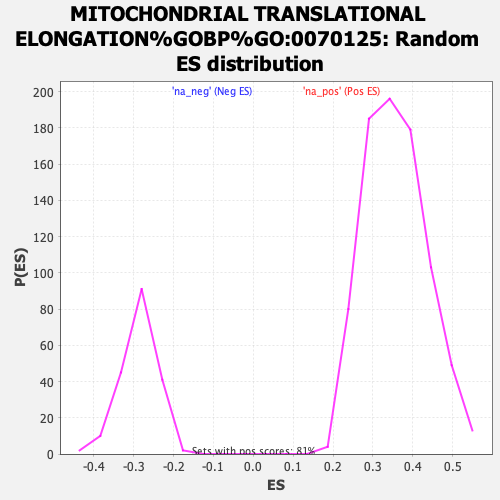 MITOCHONDRIAL TRANSLATIONAL
ELONGATION%GOBP%GO:0070125: Random
ES distribution
'na_neg' (Neg ES)
'na_pos' (Pos ES)
200
180
160
140
120
100
80
60
40
20
0
P(ES)
Sets with pos scores: 81%
-0.4
-0.3
-0.2
-0.1
0.0
0.1
0.2
0.3
0.4
0.5
ES